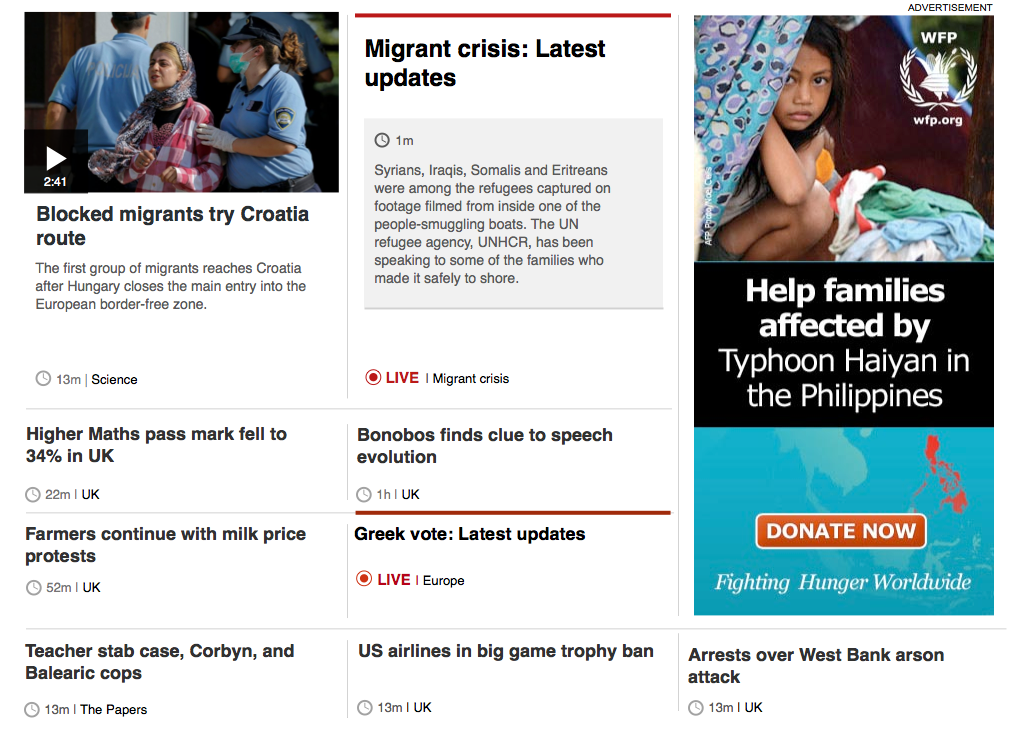 ADVERTISEMENT
2:41
Blocked migrants try Croatia
route
The first group of migrants reaches Croatia
after Hungary closes the main entry into the
European border-free zone.
13m | Science
Migrant crisis: Latest
updates
1m
Syrians, Iraqis, Somalis and Eritreans
were among the refugees captured on
footage filmed from inside one of the
people-smuggling boats. The UN
refugee agency, UNHCR, has been
speaking to some of the families who
made it safely to shore.
LIVE | Migrant crisis
WFP
wfp.org
Help families
affected by
Typhoon Haiyan in
the Philippines
DONATE NOW
Fighting Hunger Worldwide
Higher Maths pass mark fell to
34% in UK
22m | UK
Bonobos finds clue to speech
evolution
1h | UK
Farmers continue with milk price
protests
52m | UK
Greek vote: Latest updates
LIVE | Europe
Teacher stab case, Corbyn, and
Balearic cops
13m | The Papers
US airlines in big game trophy ban
13m | UK
Arrests over West Bank arson
attack
13m | UK